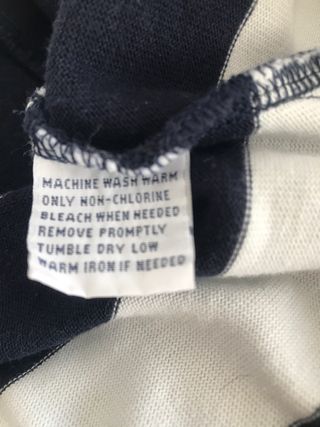 MACHINE WASH WARM
ONLY NON-CHLORINE
BLEACH WHEN NEEDED
REMOVE PROMPTLY
TUMBLE DRY LOW
WARM IRON IF NEEDED